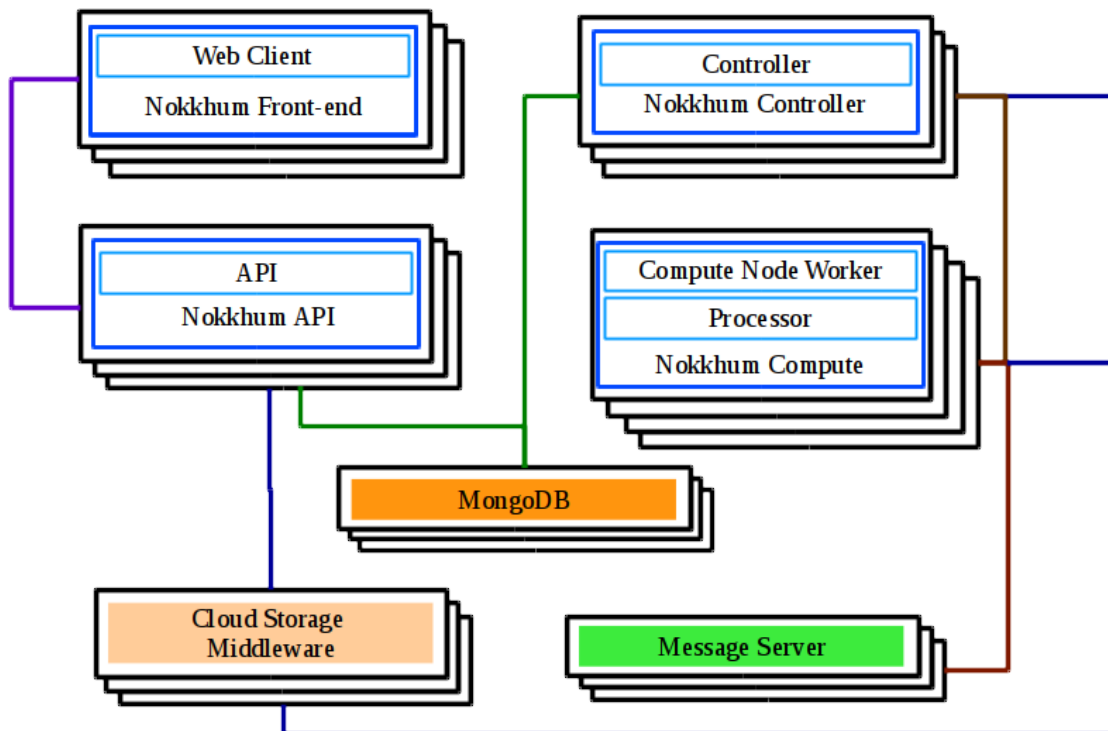 Web Client
Nokkhum Front-end
Controller
Nokkhum Controller
API
Nokkhum API
Compute Node Worker
Processor
Nokkhum Compute
MongoDB
Cloud Storage
Middleware
Message Server